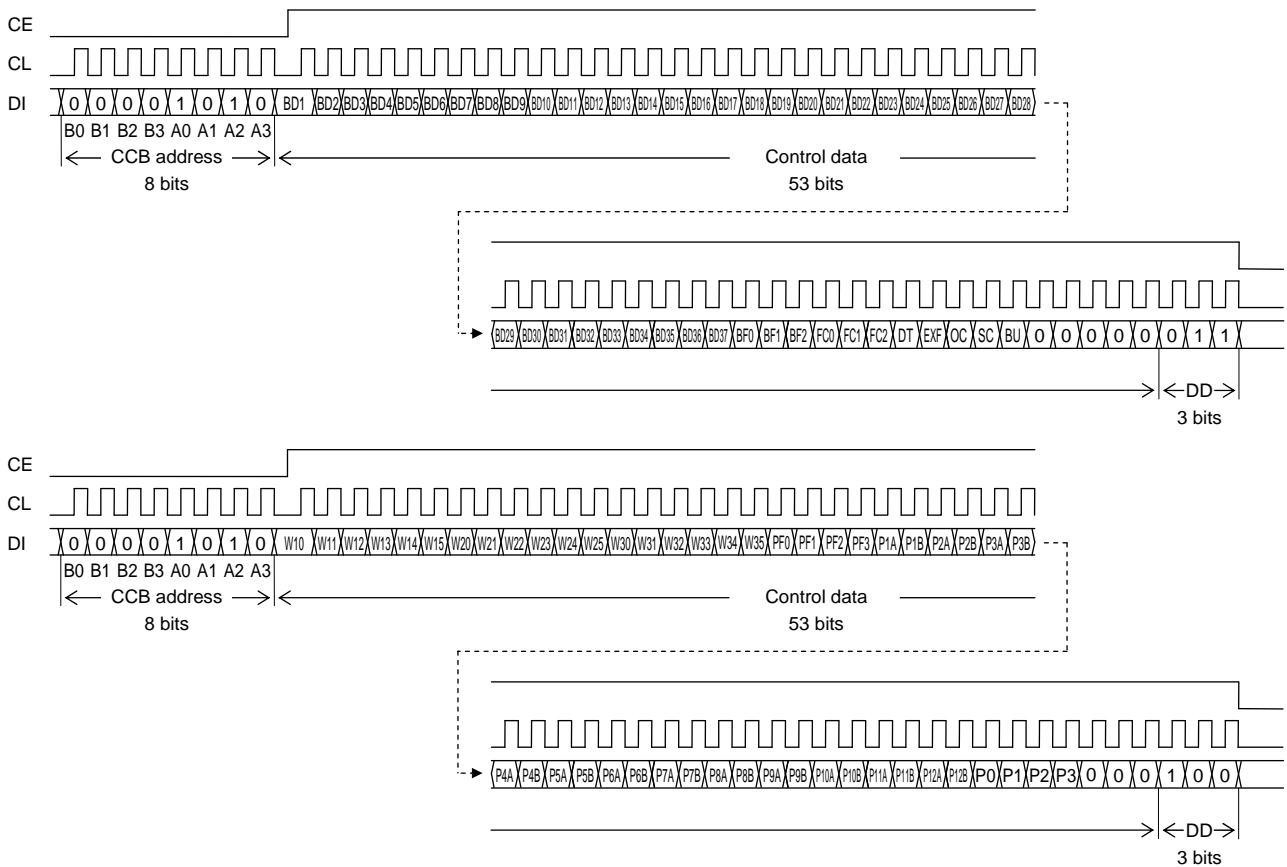 CE
CL
DI 0 0 0 0 1 0 1 0 BD1 BD2 BD3 BD4 BD5 BD6 BD7 BD8 BD9 BD10 BD11 BD12 BD13 BD14 BD15 BD16 BD17 BD18 BD19 BD20 BD21 BD22 BD23 BD24 BD25 BD26 BD27 BD28
B0 B1 B2 B3 A0 A1 A2 A3
CCB address Control data
8 bits 53 bits
BD29 BD30 BD31 BD32 BD33 BD34 BD35 BD36 BD37 BF0 BF1 BF2 FC0 FC1 FC2 DT EXF OC SC BU 0 0 0 0 0 0 1 1
DD
3 bits
CE
CL
DI 0 0 0 0 1 0 1 0 W10 W11 W12 W13 W14 W15 W20 W21 W22 W23 W24 W25 W30 W31 W32 W33 W34 W35 PF0 PF1 PF2 PF3 P1A P1B P2A P2B P3A P3B
B0 B1 B2 B3 A0 A1 A2 A3
CCB address Control data
8 bits 53 bits
P4A P4B P5A P5B P6A P6B P7A P7B P8A P8B P9A P9B P10A P10B P11A P11B P12A P12B P0 P1 P2 P3 0 0 0 1 0 0
DD
3 bits